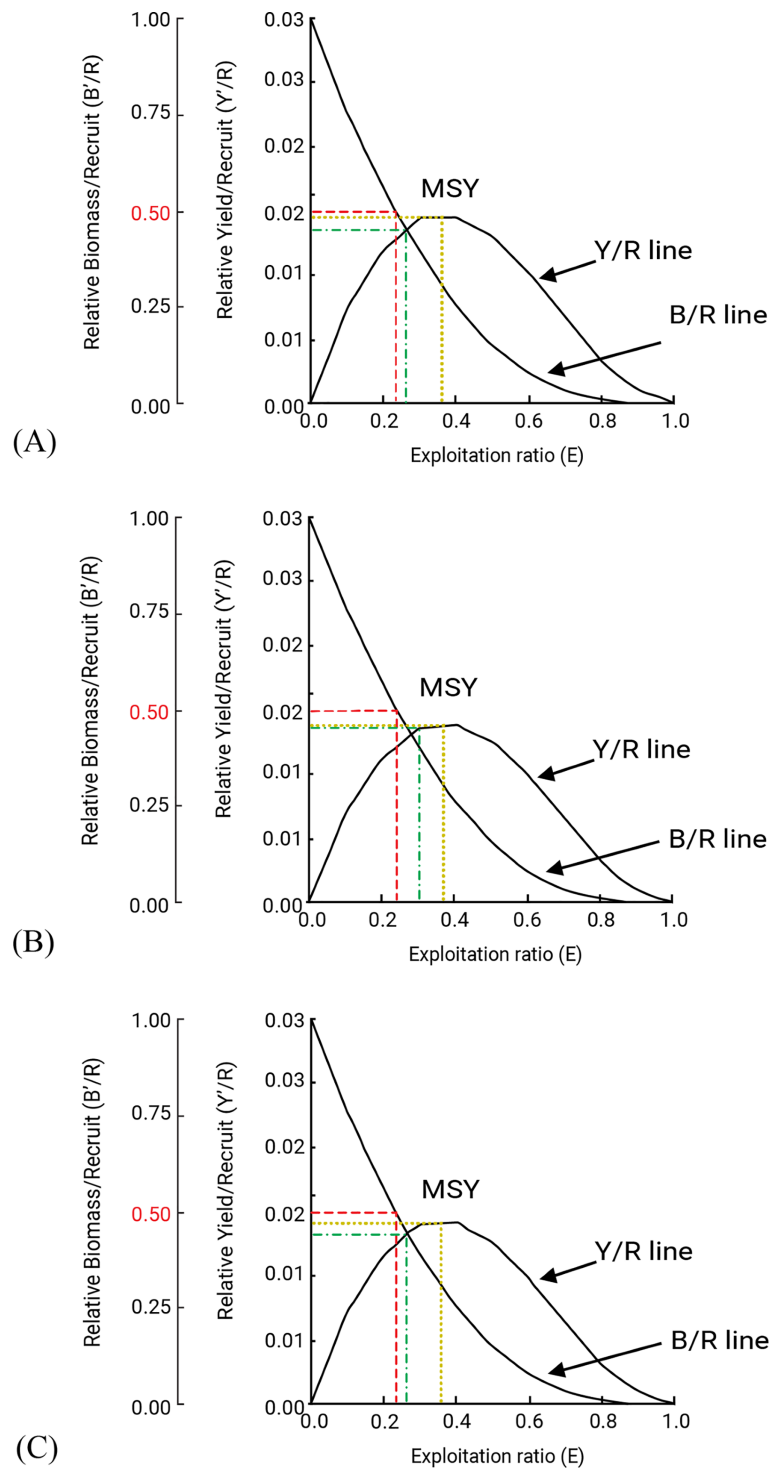 1.00
0.75
0.50
0.25
0.00
Relative Biomass/Recruit (B'/R)
0.03
0.03
0.02
0.02
0.01
0.01
0.00
Relative Yield/Recruit (Y'/R)
MSY
Y/R line
B/R line
0.0 0.2 0.4 0.6 0.8 1.0
Exploitation ratio (E)
(A)
1.00
0.75
0.50
0.25
0.00
Relative Biomass/Recruit (B'/R)
0.03
0.03
0.02
0.02
0.01
0.01
0.00
Relative Yield/Recruit (Y'/R)
MSY
Y/R line
B/R line
0.0 0.2 0.4 0.6 0.8 1.0
Exploitation ratio (E)
(B)
1.00
0.75
0.50
0.25
0.00
Relative Biomass/Recruit (B'/R)
0.03
0.03
0.02
0.02
0.01
0.01
0.00
Relative Yield/Recruit (Y'/R)
MSY
Y/R line
B/R line
0.0 0.2 0.4 0.6 0.8 1.0
Exploitation ratio (E)
(C)